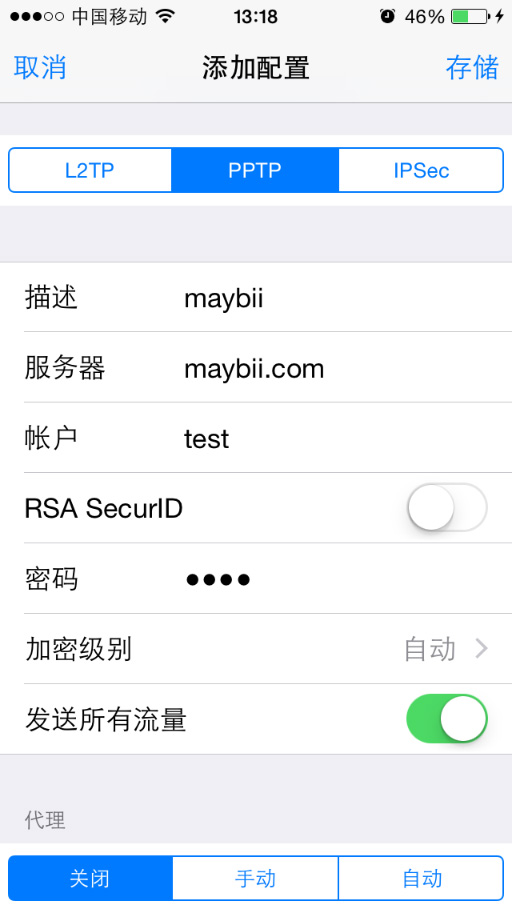 中国移动 13:18 46%
取消 添加配置 存储
L2TP PPTP IPSec
描述 maybii
服务器 maybii.com
帐户 test
RSA SecurID
密码 ●●●●
加密级别 自动
发送所有流量
代理
关闭 手动 自动